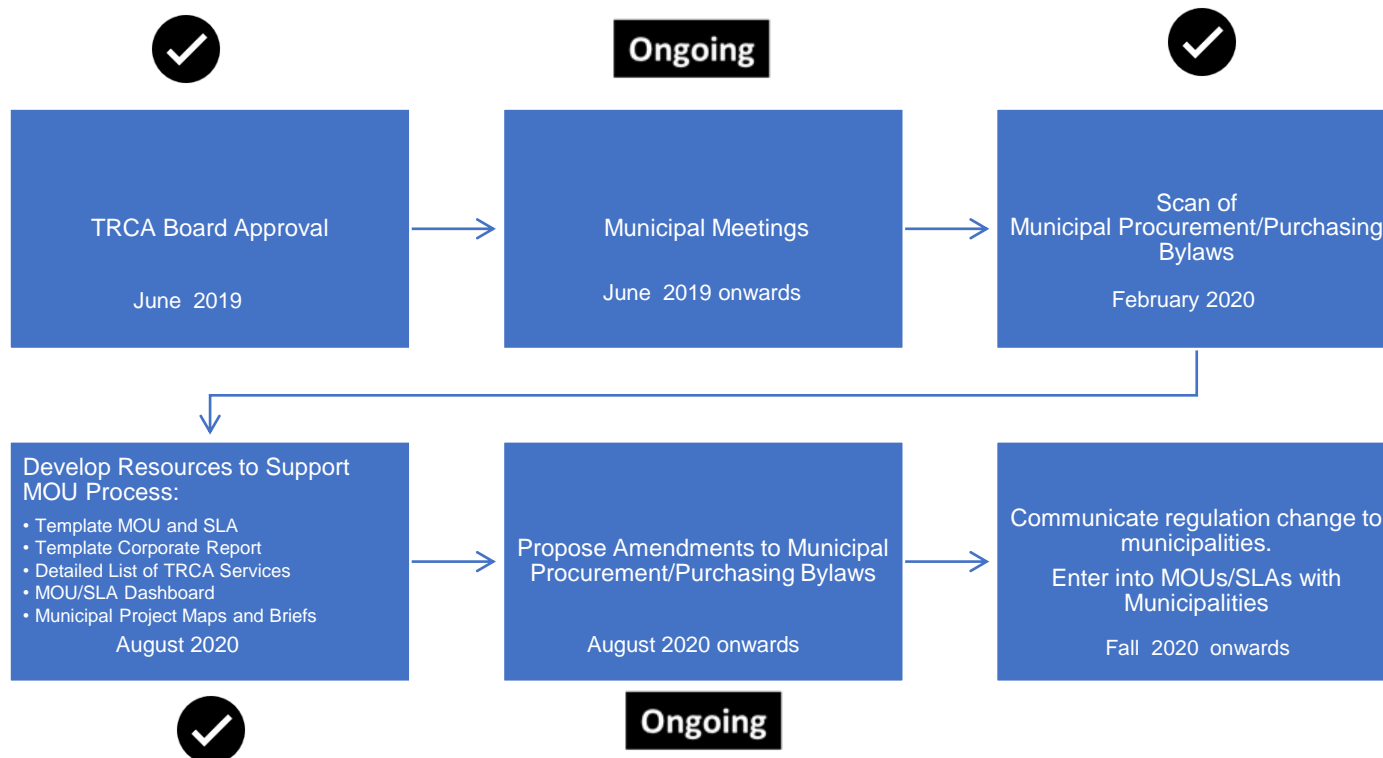 Ongoing
TRCA Board Approval
June 2019
Municipal Meetings
June 2019 onwards
Scan of
Municipal Procurement/Purchasing
Bylaws
February 2020
Develop Resources to Support
MOU Process:
• Template MOU and SLA
• Template Corporate Report
• Detailed List of TRCA Services
• MOU/SLA Dashboard
• Municipal Project Maps and Briefs
August 2020
Propose Amendments to Municipal
Procurement/Purchasing Bylaws
August 2020 onwards
Communicate regulation change to
municipalities.
Enter into MOUs/SLAs with
Municipalities
Fall 2020 onwards
Ongoing